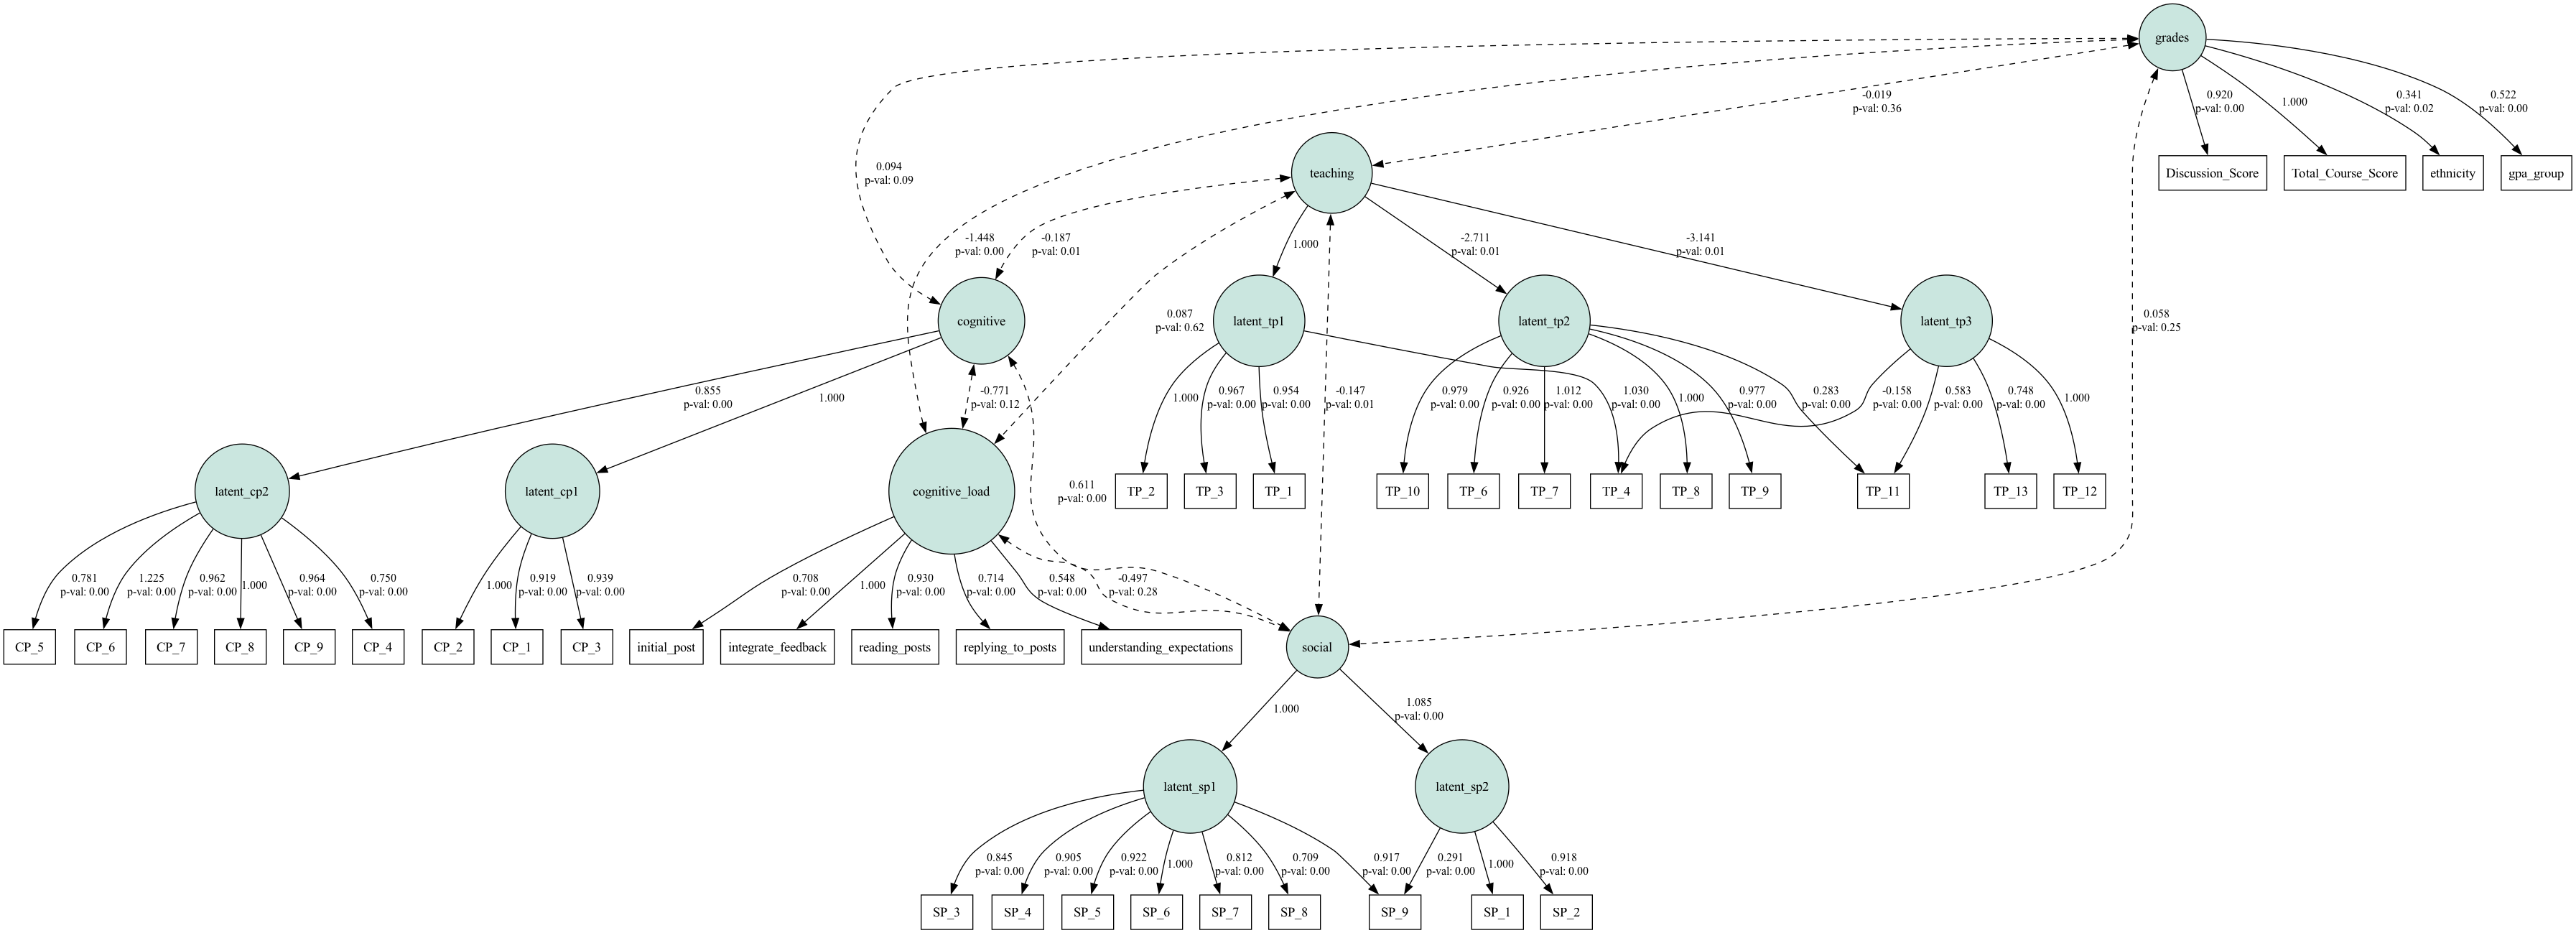 grades
0.920
p-val: 0.00
1.000
0.341
p-val: 0.02
0.522
p-val: 0.00
-0.019
p-val: 0.36
Discussion_Score
Total_Course_Score
ethnicity
gpa_group
teaching
0.094
p-val: 0.09
-1.448
p-val: 0.00
-0.187
p-val: 0.01
1.000
-2.711
p-val: 0.01
-3.141
p-val: 0.01
cognitive
0.087
p-val: 0.62
latent_tp1
latent_tp2
latent_tp3
0.058
p-val: 0.25
0.855
p-val: 0.00
1.000
-0.771
p-val: 0.12
1.000
0.967
p-val: 0.00
0.954
p-val: 0.00
-0.147
p-val: 0.01
0.979
p-val: 0.00
0.926
p-val: 0.00
1.012
p-val: 0.00
1.030
p-val: 0.00
1.000
0.977
p-val: 0.00
0.283
p-val: 0.00
-0.158
p-val: 0.00
0.583
p-val: 0.00
0.748
p-val: 0.00
1.000
latent_cp2
latent_cp1
cognitive_load
0.611
p-val: 0.00
TP_2
TP_3
TP_1
TP_10
TP_6
TP_7
TP_4
TP_8
TP_9
TP_11
TP_13
TP_12
0.781
p-val: 0.00
1.225
p-val: 0.00
0.962
p-val: 0.00
1.000
0.964
p-val: 0.00
0.750
p-val: 0.00
1.000
0.919
p-val: 0.00
0.939
p-val: 0.00
0.708
p-val: 0.00
1.000
0.930
p-val: 0.00
0.714
p-val: 0.00
0.548
p-val: 0.00
-0.497
p-val: 0.28
CP_5
CP_6
CP_7
CP_8
CP_9
CP_4
CP_2
CP_1
CP_3
initial_post
integrate_feedback
reading_posts
replying_to_posts
understanding_expectations
social
1.000
1.085
p-val: 0.00
latent_sp1
latent_sp2
0.845
p-val: 0.00
0.905
p-val: 0.00
0.922
p-val: 0.00
1.000
0.812
p-val: 0.00
0.709
p-val: 0.00
0.917
p-val: 0.00
0.291
p-val: 0.00
1.000
0.918
p-val: 0.00
SP_3
SP_4
SP_5
SP_6
SP_7
SP_8
SP_9
SP_1
SP_2